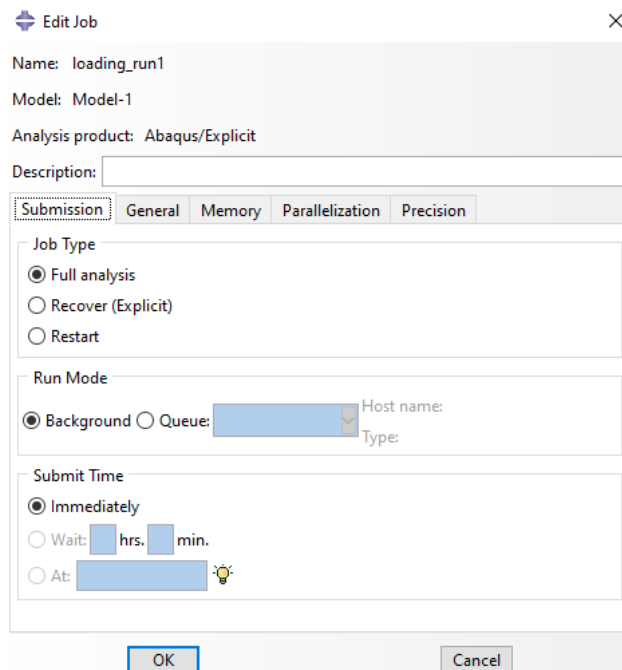 Edit Job
Name: loading_run1
Model: Model-1
Analysis product: Abaqus/Explicit
Description:
Submission General Memory Parallelization Precision
Job Type
Full analysis
Recover (Explicit)
Restart
Run Mode
Background Queue: Host name:
Type:
Submit Time
Immediately
Wait: hrs. min.
At:
OK Cancel